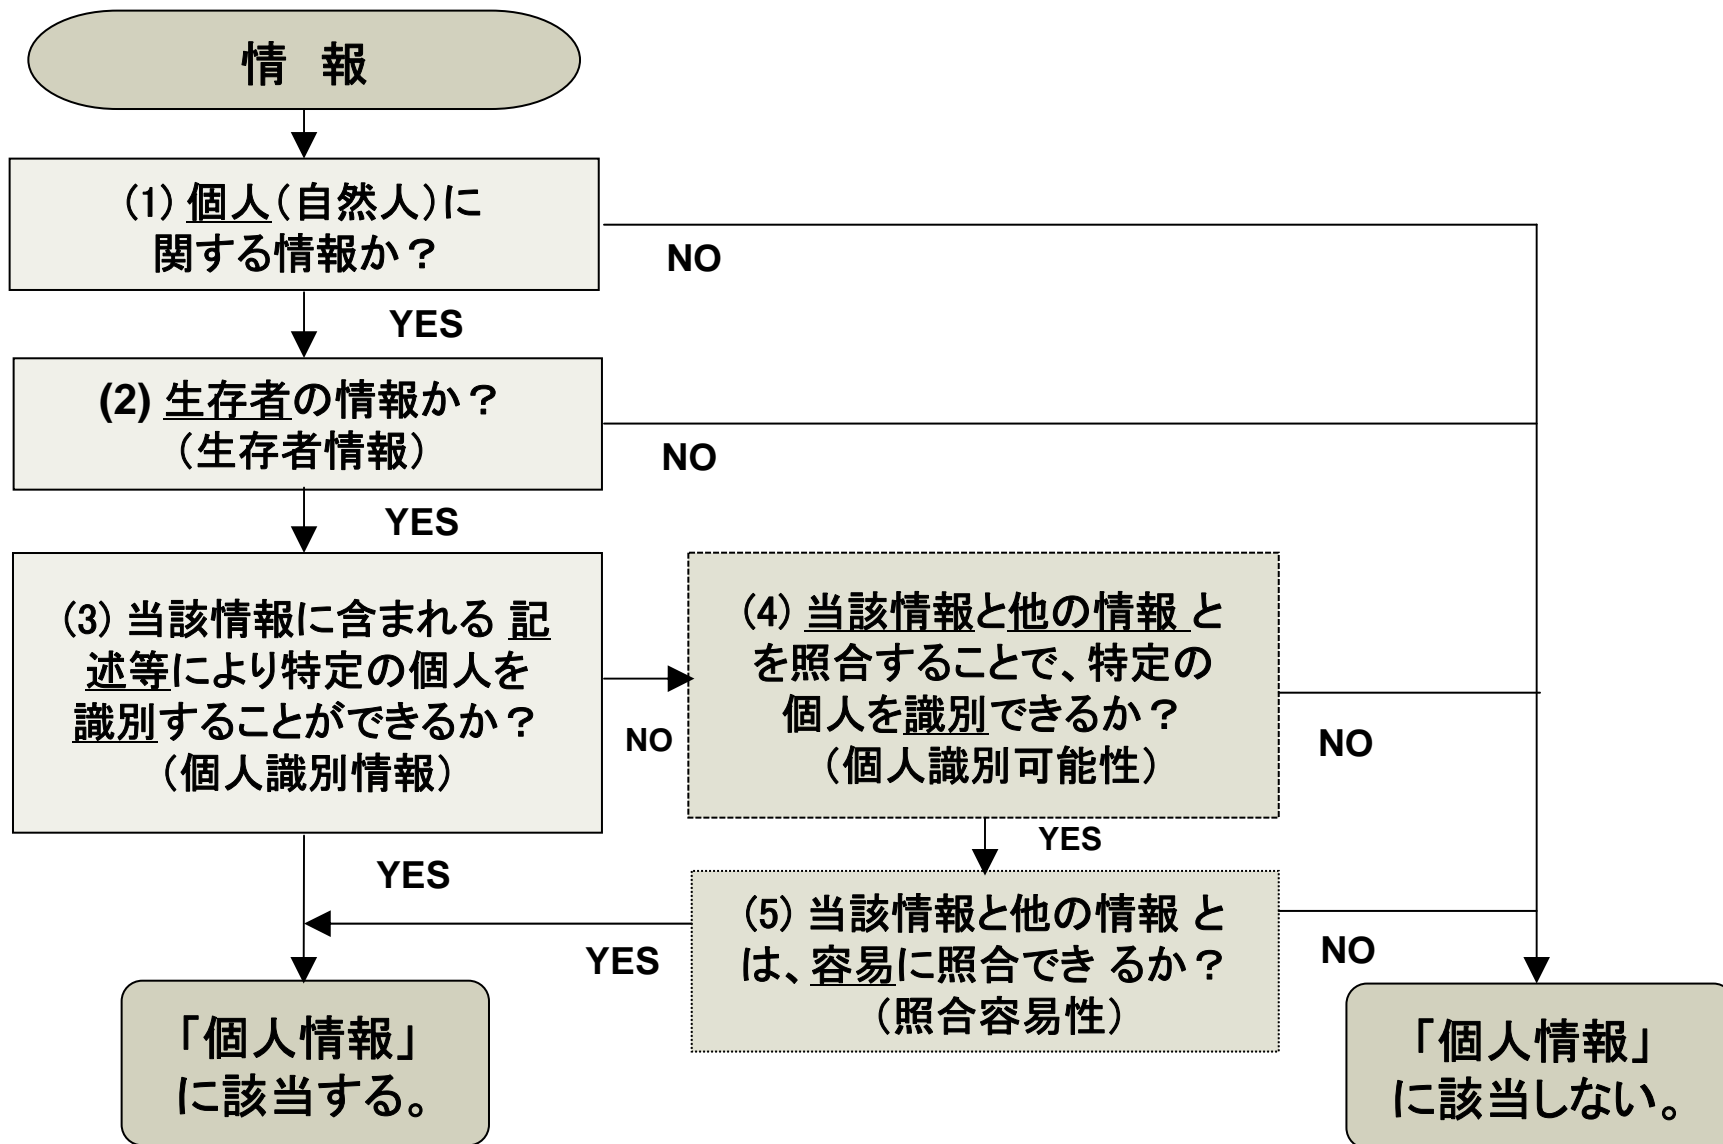 情 報
(1) 個人(自然人)に
関する情報か？
NO
YES
(2) 生存者の情報か？
(生存者情報)
NO
YES
(3) 当該情報に含まれる 記
述等により特定の個人を
識別することができるか？
(個人識別情報)
NO
(4) 当該情報と他の情報 と
を照合することで、特定の
個人を識別できるか？
(個人識別可能性)
NO
YES
YES
(5) 当該情報と他の情報 と
は、容易に照合でき るか？
(照合容易性)
YES
NO
「個人情報」
に該当する。
「個人情報」
に該当しない。